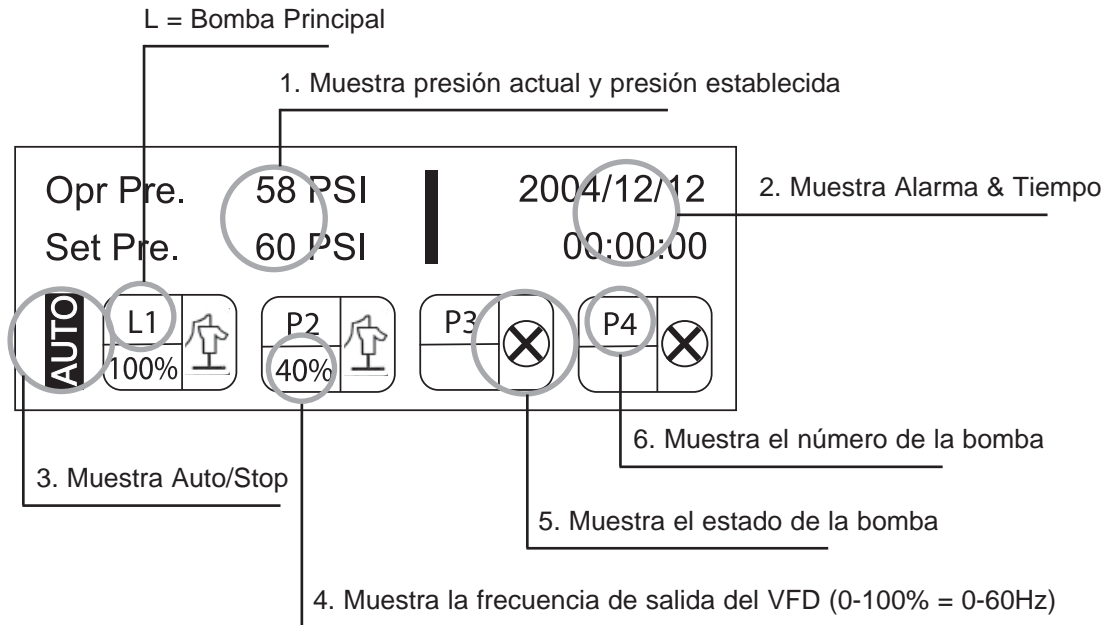 L = Bomba Principal
1. Muestra presión actual y presión establecida
Opr Pre. 58 PSI 2004/12/12
2. Muestra Alarma & Tiempo
Set Pre. 60 PSI 00:00:00
AUTO
L1 P2 P3 P4
100% 40%
6. Muestra el número de la bomba
3. Muestra Auto/Stop
5. Muestra el estado de la bomba
4. Muestra la frecuencia de salida del VFD (0-100% = 0-60Hz)